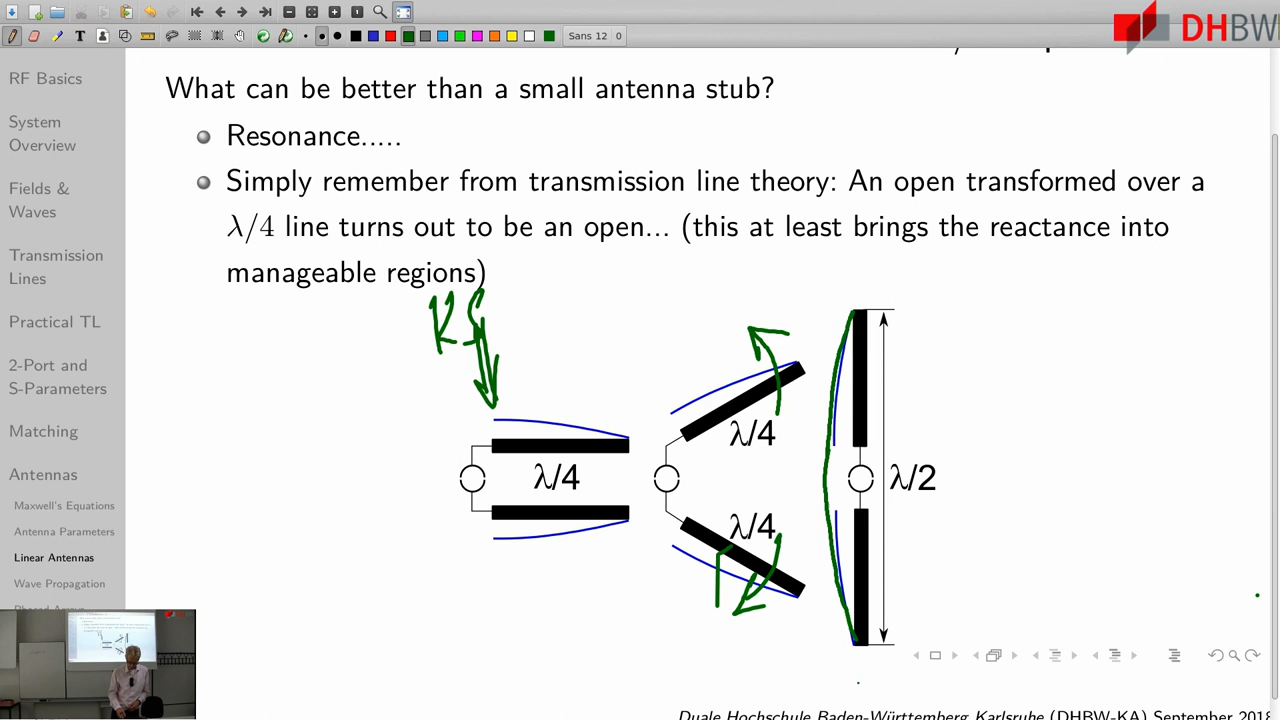 Sans 12 0
DHBW
RF Basics
System
Overview
Fields &
Waves
Transmission
Lines
Practical TL
2-Port and
S-Parameters
Matching
Antennas
Maxwell's Equations
Antenna Parameters
Linear Antennas
Wave Propagation
Phased Arrays
What can be better than a small antenna stub?
Resonance.....
Simply remember from transmission line theory: An open transformed over a
λ/4 line turns out to be an open... (this at least brings the reactance into
manageable regions)
λ/4
λ/4
λ/4
λ/2
Duale Hochschule Baden-Württemberg Karlsruhe (DHBW-KA) September 2018